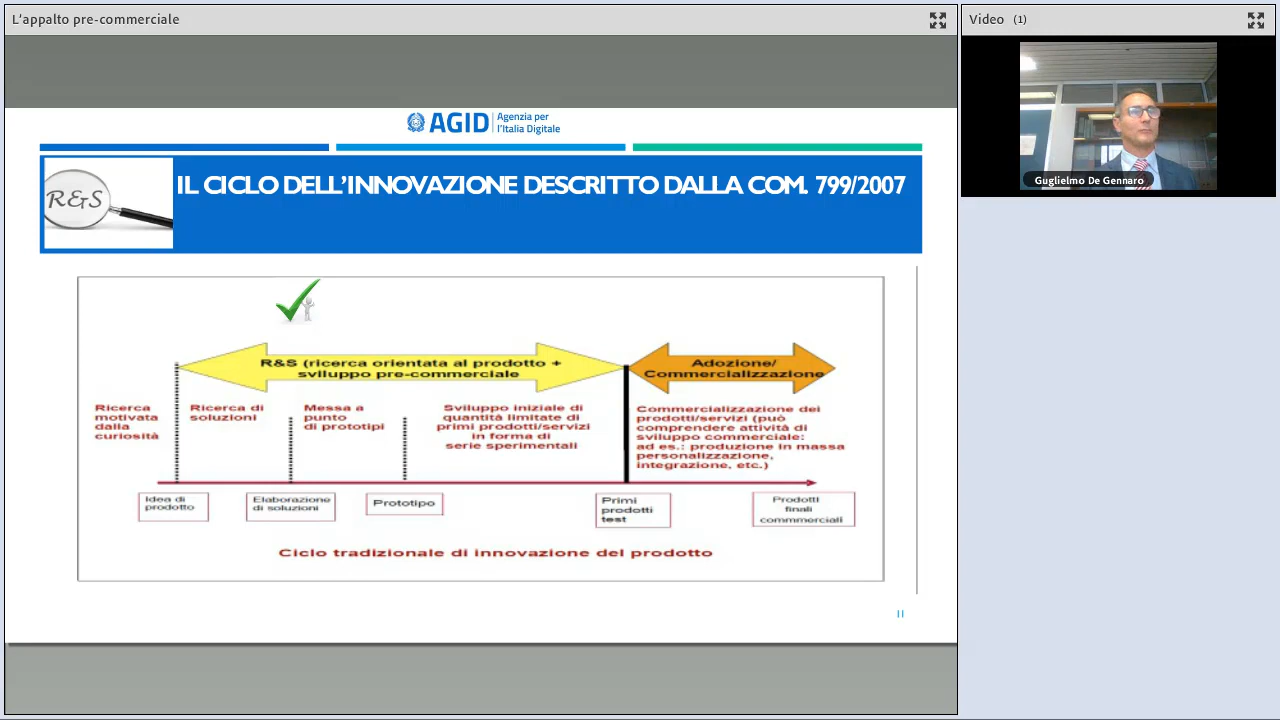 L'appalto pre-commerciale
Video (1)
Guglielmo De Gennaro
AGID Agenzia per
l'Italia Digitale
R&S
IL CICLO DELL'INNOVAZIONE DESCRITTO DALLA COM. 799/2007
R&S (ricerca orientata al prodotto +
sviluppo pre-commerciale
Adozione/
Commercializzazione
Ricerca
motivata
dalla
curiosità
Ricerca di
soluzioni
Messa a
punto
di prototipi
Sviluppo iniziale di
quantità limitate di
primi prodotti/servizi
in forma di
serie sperimentali
Commercializzazione dei
prodotti/servizi (può
comprendere attività di
sviluppo commerciale:
ad es.: produzione in massa
personalizzazione,
integrazione, etc.)
Idea di
prodotto
Elaborazione
di soluzioni
Prototipo
Primi
prodotti
test
Prodotti
finali
commmerciali
Ciclo tradizionale di innovazione del prodotto
11